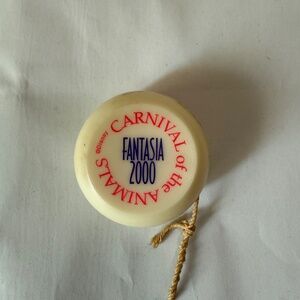 CARNIVAL of the ANIMALS
FANTASIA
2000
©Disney